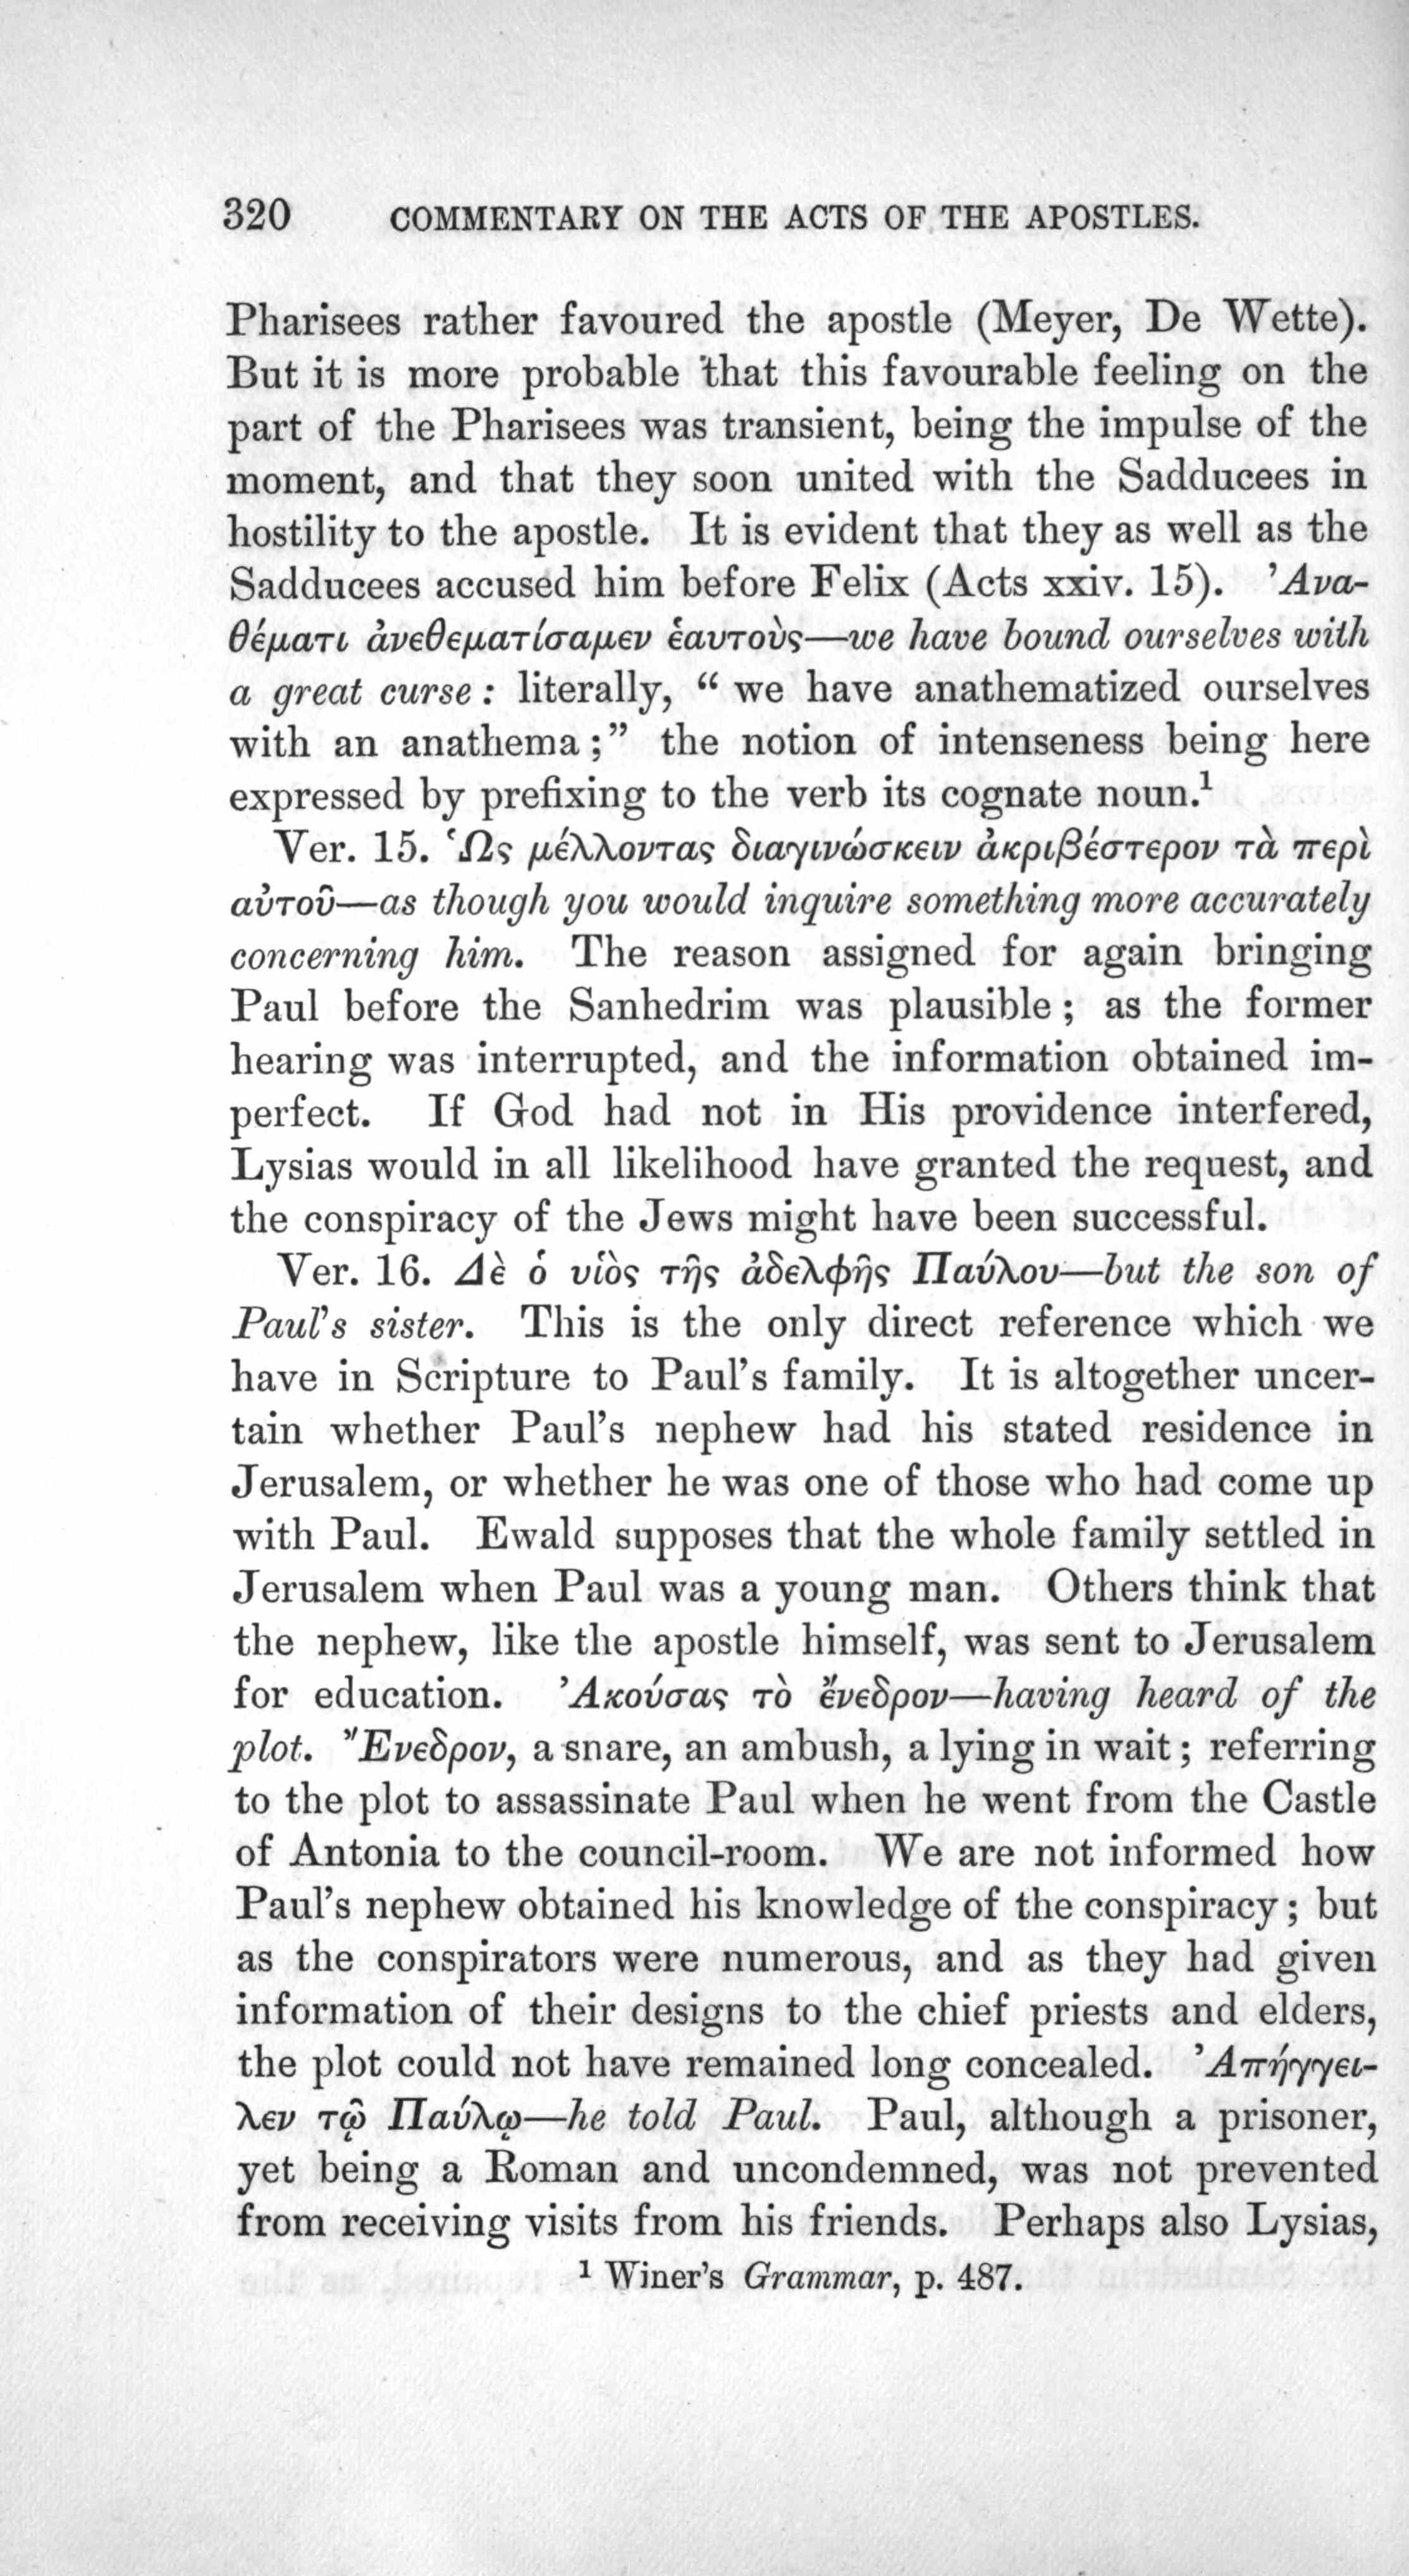 320 COMMENTARY ON THE ACTS OF THE APOSTLES.
Pharisees rather favoured the apostle (Meyer, De Wette).
But it is more probable that this favourable feeling on the
part of the Pharisees was transient, being the impulse of the
moment, and that they soon united with the Sadducees in
hostility to the apostle. It is evident that they as well as the
Sadducees accused him before Felix (Acts xxiv. 15). Ἀνα-
θέματι ἀνεθεματίσαμεν ἑαυτοὺς—we have bound ourselves with
a great curse : literally, “ we have anathematized ourselves
with an anathema ;” the notion of intenseness being here
expressed by prefixing to the verb its cognate noun.¹
Ver. 15. Ὡς μέλλοντας διαγινώσκειν ἀκριβέστερον τὰ περὶ
αὐτοῦ—as though you would inquire something more accurately
concerning him. The reason assigned for again bringing
Paul before the Sanhedrim was plausible ; as the former
hearing was interrupted, and the information obtained im-
perfect. If God had not in His providence interfered,
Lysias would in all likelihood have granted the request, and
the conspiracy of the Jews might have been successful.
Ver. 16. Δὲ ὁ υἱὸς τῆς ἀδελφῆς Παύλου—but the son of
Paul’s sister. This is the only direct reference which we
have in Scripture to Paul’s family. It is altogether uncer-
tain whether Paul’s nephew had his stated residence in
Jerusalem, or whether he was one of those who had come up
with Paul. Ewald supposes that the whole family settled in
Jerusalem when Paul was a young man. Others think that
the nephew, like the apostle himself, was sent to Jerusalem
for education. Ἀκούσας τὸ ἔνεδρον—having heard of the
plot. Ἔνεδρον, a snare, an ambush, a lying in wait ; referring
to the plot to assassinate Paul when he went from the Castle
of Antonia to the council-room. We are not informed how
Paul’s nephew obtained his knowledge of the conspiracy ; but
as the conspirators were numerous, and as they had given
information of their designs to the chief priests and elders,
the plot could not have remained long concealed. Ἀπήγγει-
λεν τῷ Παύλῳ—he told Paul. Paul, although a prisoner,
yet being a Roman and uncondemned, was not prevented
from receiving visits from his friends. Perhaps also Lysias,
¹ Winer’s Grammar, p. 487.